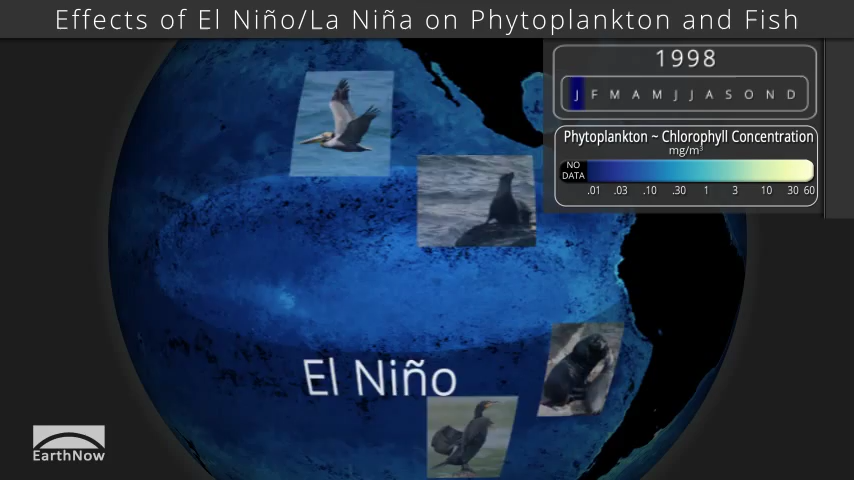 Effects of El Niño/La Niña on Phytoplankton and Fish
1998
J F M A M J J A S O N D
Phytoplankton ~ Chlorophyll Concentration
mg/m³
NO DATA
.01 .03 .10 .30 1 3 10 30 60
El Niño
EarthNow